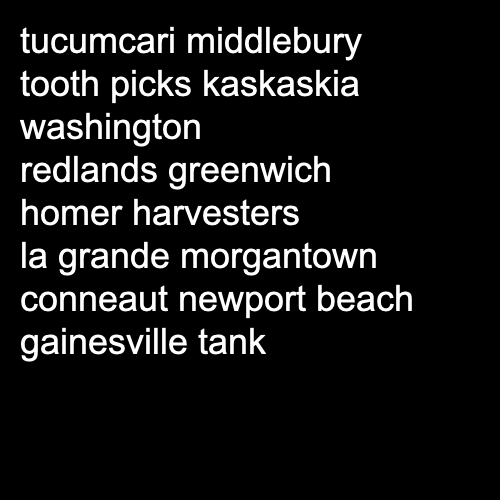 tucumcari middlebury
tooth picks kaskaskia
washington
redlands greenwich
homer harvesters
la grande morgantown
conneaut newport beach
gainesville tank